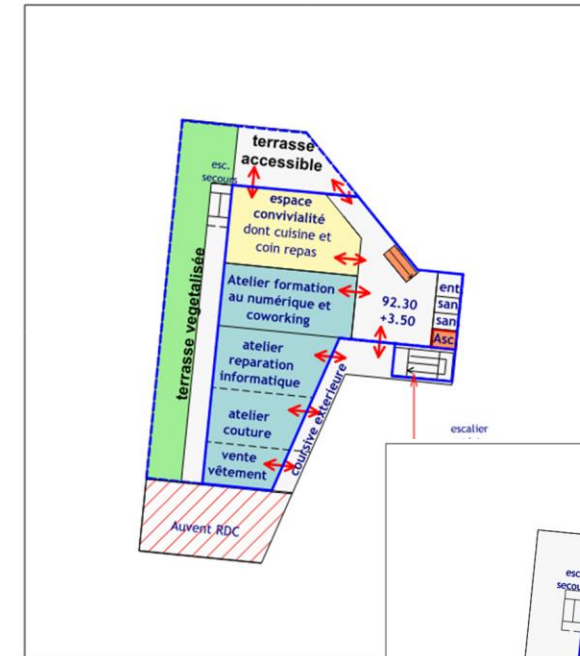 terrasse
accessible
esc.
secours
espace
convivialité
dont cuisine et
coin repas
terrasse vegetalisée
Atelier formation
au numérique et
coworking
92.30
+3.50
ent
san
san
Asc
atelier
reparation
informatique
coursive exterieure
atelier
couture
vente
vêtement
escalier
Auvent RDC